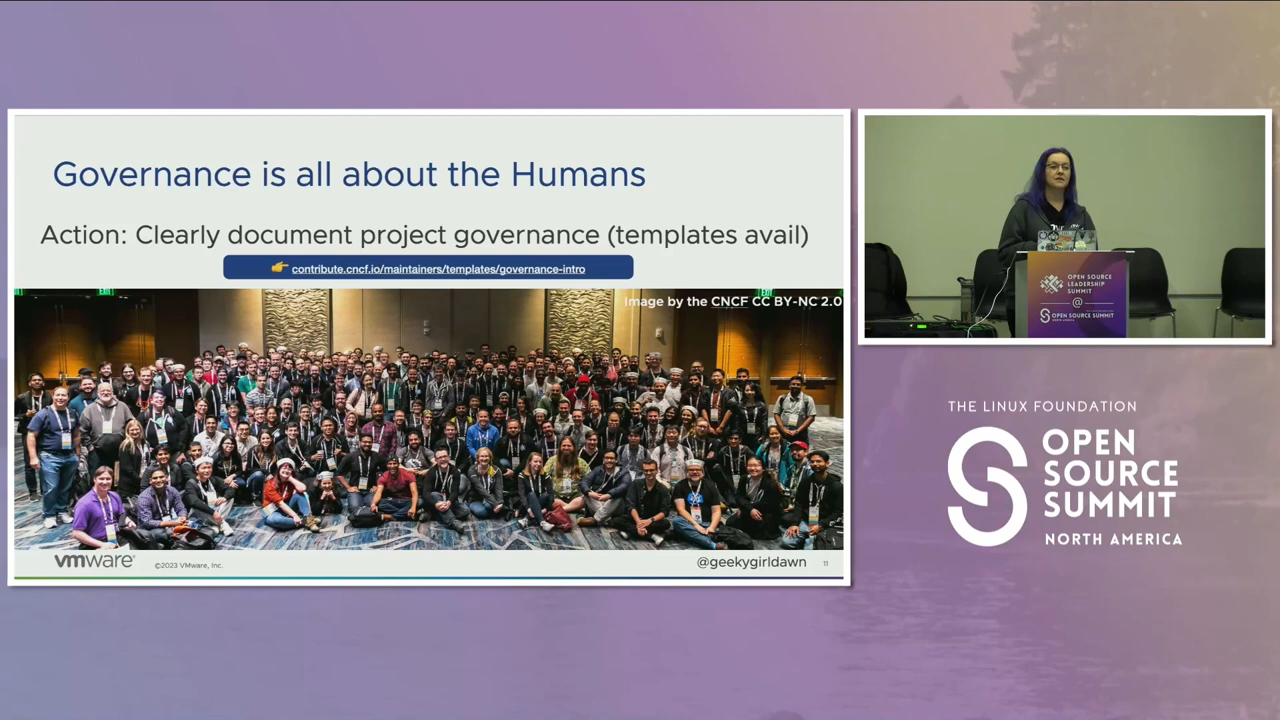 Governance is all about the Humans
Action: Clearly document project governance (templates avail)
👉 contribute.cncf.io/maintainers/templates/governance-intro
Image by the CNCF CC BY-NC 2.0
vmware®
©2023 VMware, Inc.
@geekygirldawn
11
OPEN SOURCE
LEADERSHIP
SUMMIT
@
OPEN SOURCE SUMMIT
NORTH AMERICA
THE LINUX FOUNDATION
OPEN
SOURCE
SUMMIT
NORTH AMERICA